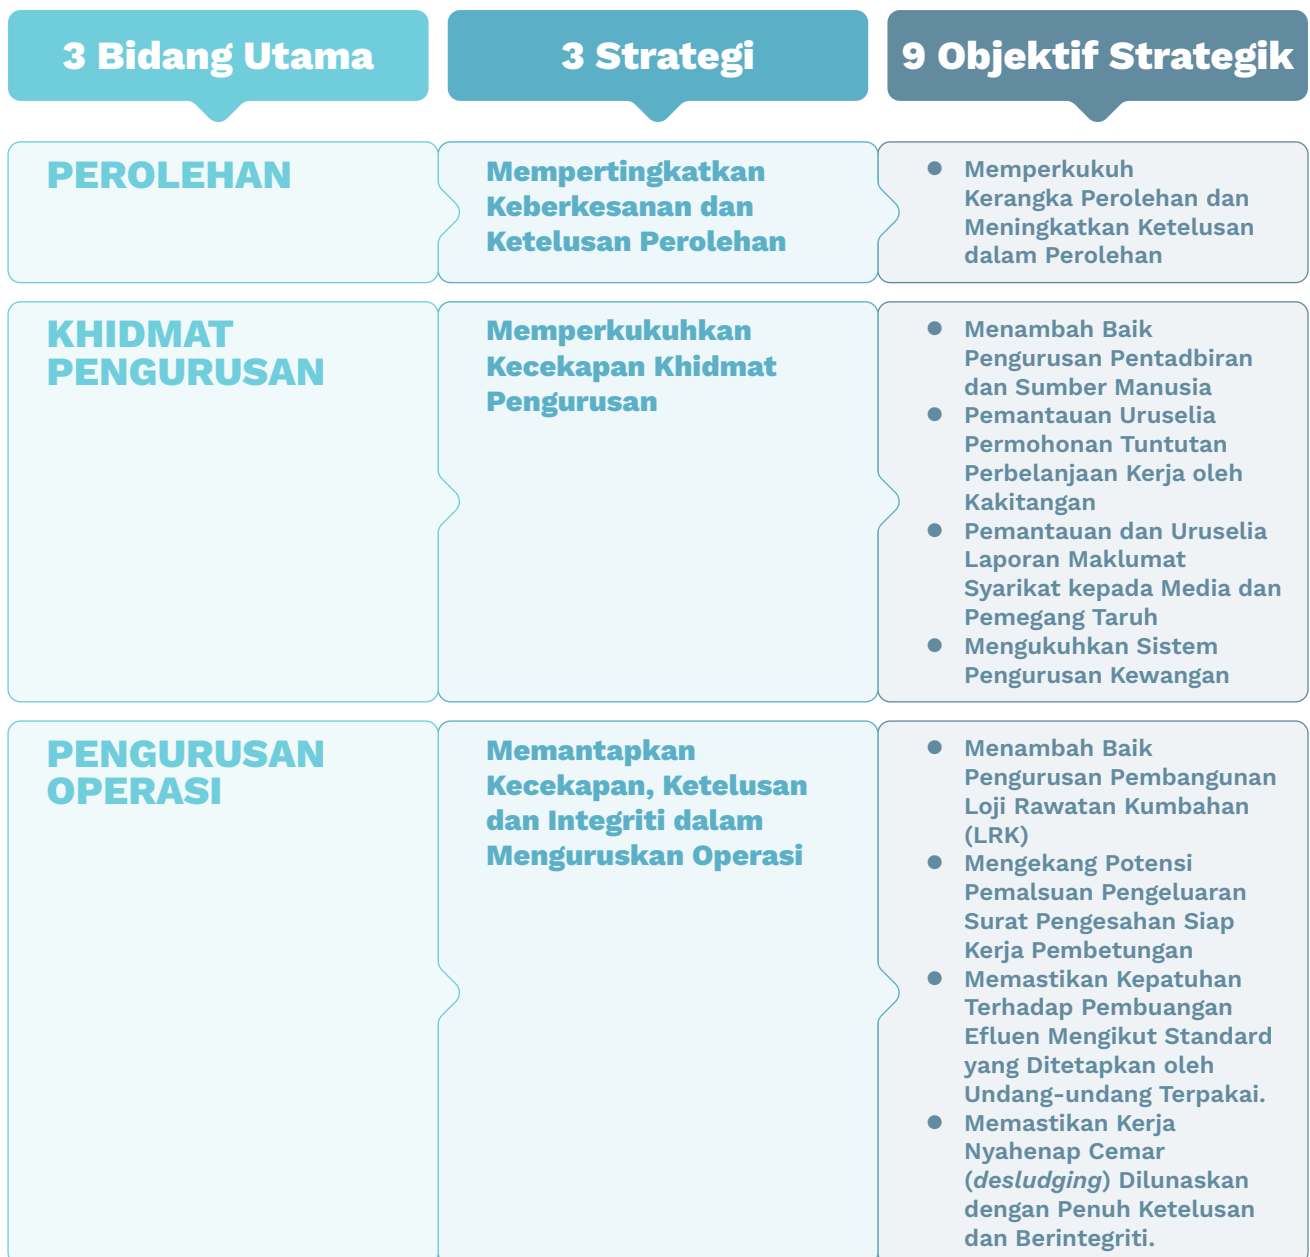 3 Bidang Utama
3 Strategi
9 Objektif Strategik
PEROLEHAN
Mempertingkatkan
Keberkesanan dan
Ketelusan Perolehan
● Memperkukuh
Kerangka Perolehan dan
Meningkatkan Ketelusan
dalam Perolehan
KHIDMAT
PENGURUSAN
Memperkukuhkan
Kecekapan Khidmat
Pengurusan
● Menambah Baik
Pengurusan Pentadbiran
dan Sumber Manusia
● Pemantauan Uruselia
Permohonan Tuntutan
Perbelanjaan Kerja oleh
Kakitangan
● Pemantauan dan Uruselia
Laporan Maklumat
Syarikat kepada Media dan
Pemegang Taruh
● Mengukuhkan Sistem
Pengurusan Kewangan
PENGURUSAN
OPERASI
Memantapkan
Kecekapan, Ketelusan
dan Integriti dalam
Menguruskan Operasi
● Menambah Baik
Pengurusan Pembangunan
Loji Rawatan Kumbahan
(LRK)
● Mengekang Potensi
Pemalsuan Pengeluaran
Surat Pengesahan Siap
Kerja Pembetungan
● Memastikan Kepatuhan
Terhadap Pembuangan
Efluen Mengikut Standard
yang Ditetapkan oleh
Undang-undang Terpakai.
● Memastikan Kerja
Nyahenap Cemar
(desludging) Dilunaskan
dengan Penuh Ketelusan
dan Berintegriti.